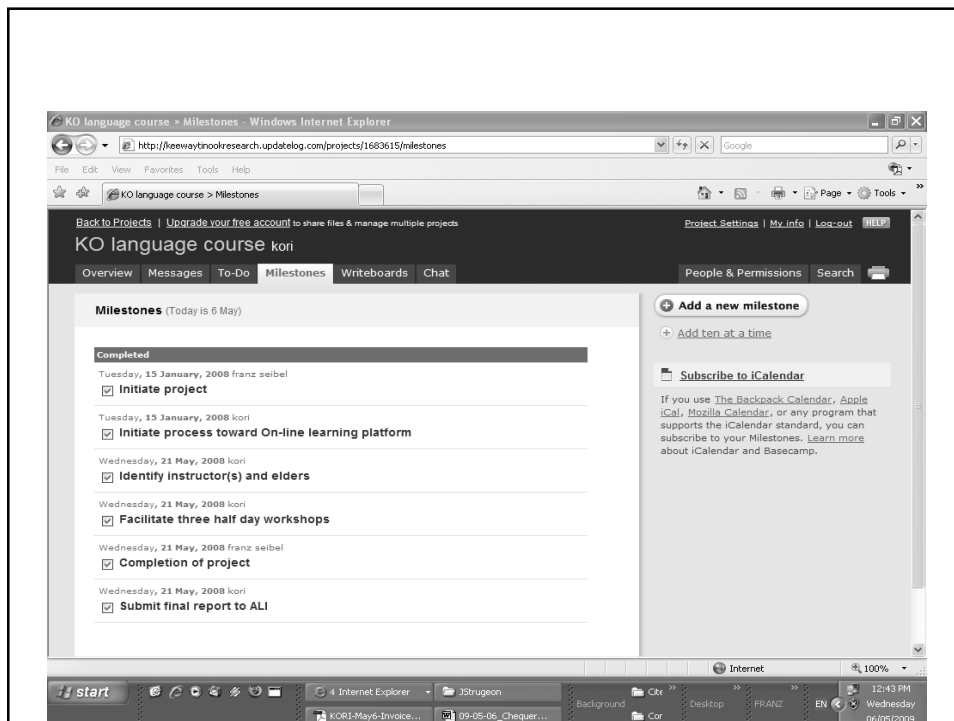 KO language course > Milestones - Windows Internet Explorer
http://keewaytinookresearch.updatelog.com/projects/1683615/milestones
Google
File Edit View Favorites Tools Help
KO language course > Milestones
Page Tools
Back to Projects | Upgrade your free account to share files & manage multiple projects
Project Settings | My info | Log-out HELP
KO language course kori
Overview Messages To-Do Milestones Writeboards Chat People & Permissions Search
Milestones (Today is 6 May)
Completed
Tuesday, 15 January, 2008 franz seibel
Initiate project
Tuesday, 15 January, 2008 kori
Initiate process toward On-line learning platform
Wednesday, 21 May, 2008 kori
Identify instructor(s) and elders
Wednesday, 21 May, 2008 kori
Facilitate three half day workshops
Wednesday, 21 May, 2008 franz seibel
Completion of project
Wednesday, 21 May, 2008 kori
Submit final report to ALI
Add a new milestone
Add ten at a time
Subscribe to iCalendar
If you use The Backpack Calendar, Apple
iCal, Mozilla Calendar, or any program that
supports the iCalendar standard, you can
subscribe to your Milestones. Learn more
about iCalendar and Basecamp.
Internet 100%
start 4 Internet Explorer JStrugeon Cite 12:43 PM
Background Desktop FRANZ EN Wednesday
KORI-May6-Invoice... 09-05-06_Chequer... Cor 06/05/2009